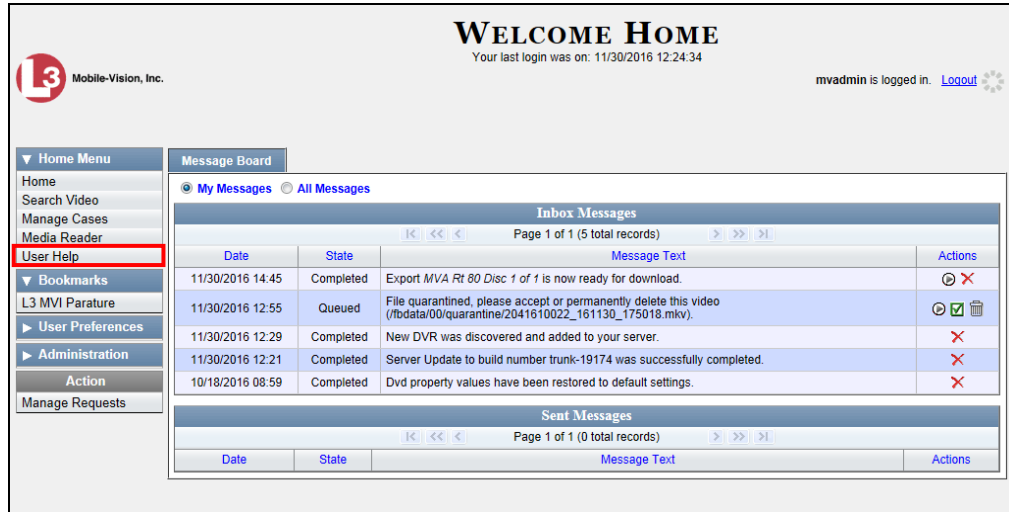 WELCOME HOME
Your last login was on: 11/30/2016 12:24:34
L3 Mobile-Vision, Inc.
mvadmin is logged in. Logout
▼ Home Menu
Home
Search Video
Manage Cases
Media Reader
User Help
▼ Bookmarks
L3 MVI Parature
▶ User Preferences
▶ Administration
Action
Manage Requests
Message Board
My Messages All Messages
Inbox Messages
Page 1 of 1 (5 total records)
Date State Message Text Actions
11/30/2016 14:45 Completed Export MVA Rt 80 Disc 1 of 1 is now ready for download.
11/30/2016 12:55 Queued File quarantined, please accept or permanently delete this video
(/fbdata/00/quarantine/2041610022_161130_175018.mkv).
11/30/2016 12:29 Completed New DVR was discovered and added to your server.
11/30/2016 12:21 Completed Server Update to build number trunk-19174 was successfully completed.
10/18/2016 08:59 Completed Dvd property values have been restored to default settings.
Sent Messages
Page 1 of 1 (0 total records)
Date State Message Text Actions